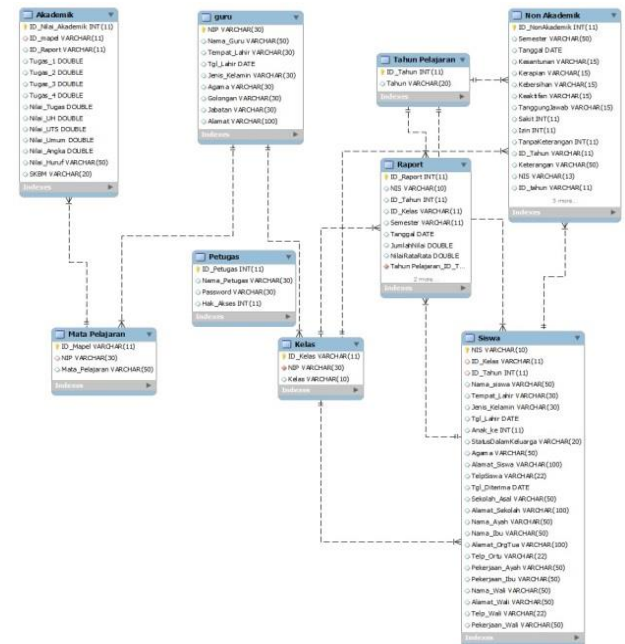 Akademik
ID_Nilai_Akademik INT(11)
ID_mapel VARCHAR(11)
ID_Raport VARCHAR(11)
Tugas_1 DOUBLE
Tugas_2 DOUBLE
Tugas_3 DOUBLE
Tugas_4 DOUBLE
Nilai_Tugas DOUBLE
Nilai_UH DOUBLE
Nilai_UTS DOUBLE
Nilai_Umum DOUBLE
Nilai_Angka DOUBLE
Nilai_Huruf VARCHAR(50)
SKBM VARCHAR(20)
Indexes
guru
NIP VARCHAR(30)
Nama_Guru VARCHAR(50)
Tempat_Lahir VARCHAR(30)
Tgl_Lahir DATE
Jenis_Kelamin VARCHAR(30)
Agama VARCHAR(30)
Golongan VARCHAR(30)
Jabatan VARCHAR(30)
Alamat VARCHAR(100)
Indexes
Tahun Pelajaran
ID_Tahun INT(11)
Tahun VARCHAR(20)
Indexes
Non Akademik
ID_NonAkademik INT(11)
Semester VARCHAR(50)
Tanggal DATE
Kesantunan VARCHAR(15)
Kerapian VARCHAR(15)
Kebersihan VARCHAR(15)
Keaktifan VARCHAR(15)
TanggungJawab VARCHAR(15)
Sakit INT(11)
Izin INT(11)
TanpaKeterangan INT(11)
ID_Tahun VARCHAR(11)
Keterangan VARCHAR(50)
NIS VARCHAR(13)
ID_tahun VARCHAR(11)
more...
Indexes
Raport
ID_Raport INT(11)
NIS VARCHAR(10)
ID_Tahun INT(11)
ID_Kelas VARCHAR(11)
Semester VARCHAR(11)
Tanggal DATE
JumlahNilai DOUBLE
NilaiRataRata DOUBLE
Tahun Pelajaran_ID_T...
2 more...
Indexes
Petugas
ID_Petugas INT(11)
Nama_Petugas VARCHAR(30)
Password VARCHAR(30)
Hak_Akses INT(11)
Indexes
Mata Pelajaran
ID_Mapel VARCHAR(11)
NIP VARCHAR(30)
Mata_Pelajaran VARCHAR(50)
Indexes
Kelas
ID_Kelas VARCHAR(11)
NIP VARCHAR(30)
Kelas VARCHAR(10)
Indexes
Siswa
NIS VARCHAR(10)
ID_Kelas VARCHAR(11)
ID_Tahun INT(11)
Nama_siswa VARCHAR(50)
Tempat_Lahir VARCHAR(50)
Jenis_Kelamin VARCHAR(30)
Tgl_Lahir DATE
Anak_ke INT(11)
StatusDalamKeluarga VARCHAR(20)
Agama VARCHAR(50)
Alamat_Siswa VARCHAR(100)
TelpSiswa VARCHAR(22)
Tgl_Diterima DATE
Sekolah_Asal VARCHAR(50)
Alamat_Sekolah VARCHAR(100)
Nama_Ayah VARCHAR(50)
Nama_Ibu VARCHAR(50)
Alamat_OrgTua VARCHAR(100)
Telp_Ortu VARCHAR(22)
Pekerjaan_Ayah VARCHAR(50)
Pekerjaan_Ibu VARCHAR(50)
Nama_Wali VARCHAR(50)
Alamat_Wali VARCHAR(50)
Telp_Wali VARCHAR(22)
Pekerjaan_Wali VARCHAR(50)
Indexes